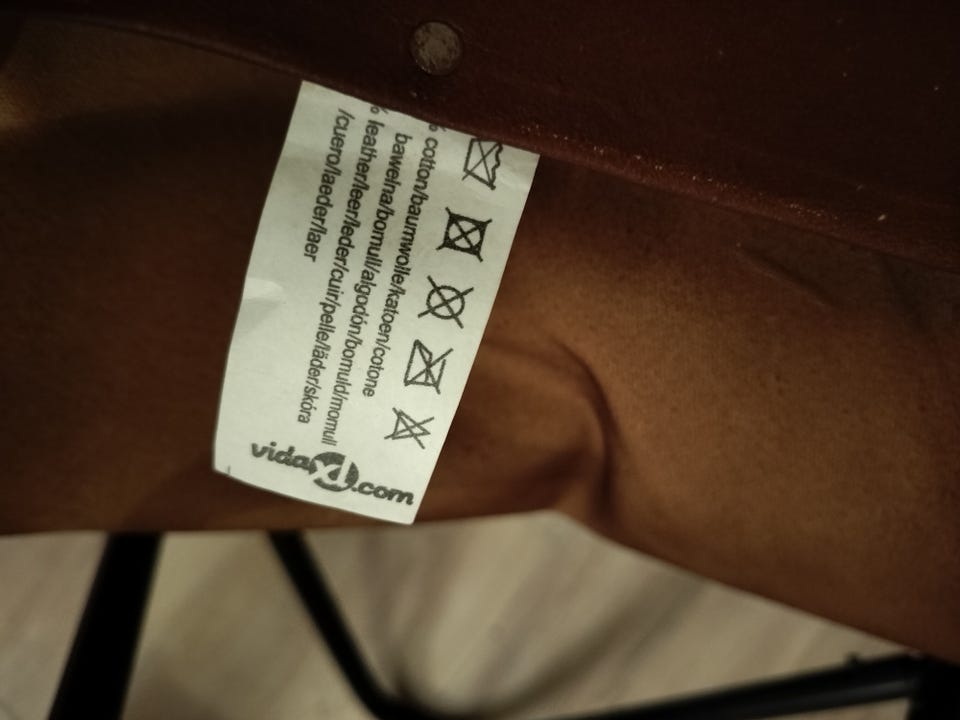 % cotton/baumwolle/katoen/cotone
bawełna/bomull/algodón/bomuld/momull
% leather/leer/leder/cuir/pelle/läder/skóra
/cuero/laeder/laer
vidaXL.com